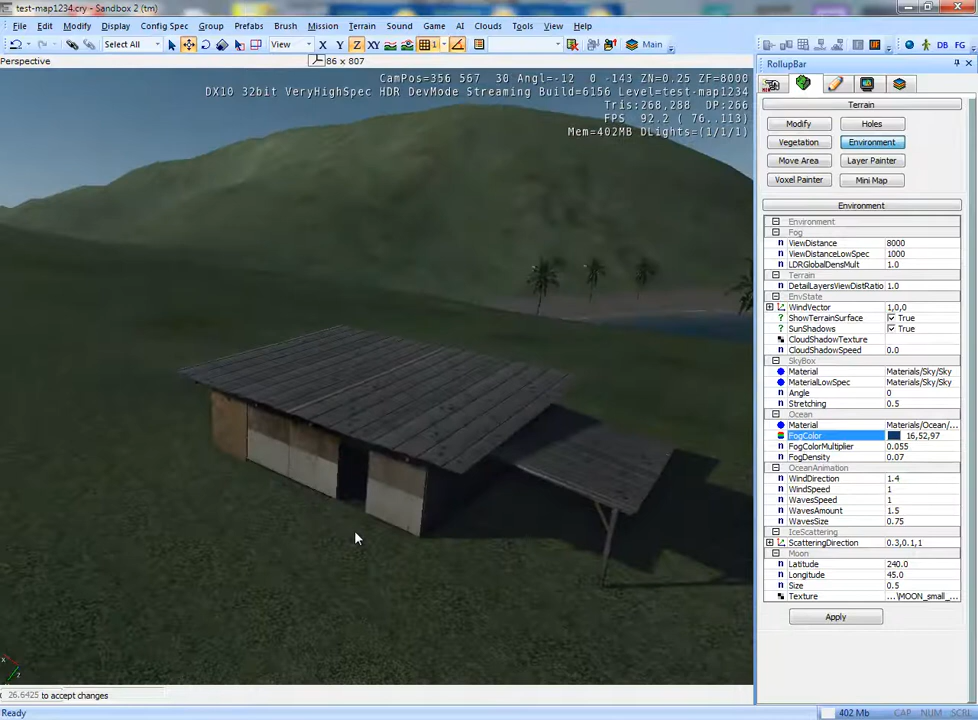 test-map1234.cry - Sandbox 2 (tm)
File Edit Modify Display Config Spec Group Prefabs Brush Mission Terrain Sound Game AI Clouds Tools View Help
Select All View X Y Z XY 1 Main DB FG
Perspective 86 x 807
RollupBar
CamPos=356 567 30 Angl=-12 0 -143 ZN=0.25 ZF=8000
DX10 32bit VeryHighSpec HDR DevMode Streaming Build=6156 Level=test-map1234
Tris:268,288 DP:266
FPS 92.2 ( 76..113)
Mem=402MB DLights=(1/1/1)
Terrain
Modify Holes
Vegetation Environment
Move Area Layer Painter
Voxel Painter Mini Map
Environment
Environment
Fog
ViewDistance 8000
ViewDistanceLowSpec 1000
LDRGlobalDensMult 1.0
Terrain
DetailLayersViewDistRatio 1.0
EnvState
WindVector 1,0,0
ShowTerrainSurface True
SunShadows True
CloudShadowTexture
CloudShadowSpeed 0.0
SkyBox
Material Materials/Sky/Sky
MaterialLowSpec Materials/Sky/Sky
Angle 0
Stretching 0.5
Ocean
Material Materials/Ocean/...
FogColor 16,52,97
FogColorMultiplier 0.055
FogDensity 0.07
OceanAnimation
WindDirection 1.4
WindSpeed 1
WavesSpeed 1
WavesAmount 1.5
WavesSize 0.75
IceScattering
ScatteringDirection 0.3,0.1,1
Moon
Latitude 240.0
Longitude 45.0
Size 0.5
Texture ...\MOON_small_...
Apply
x
z
26.6425 to accept changes
Ready 402 Mb CAP NUM SCRL